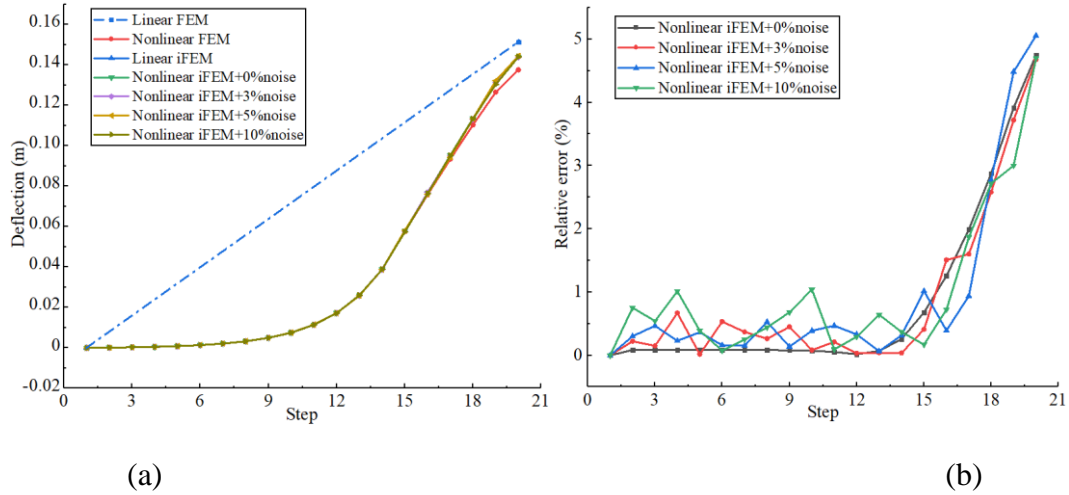 (a)
0.16
0.14
0.12
0.10
0.08
0.06
0.04
0.02
0
-0.02
Deflection (m)
Linear FEM
Nonlinear FEM
Linear iFEM
Nonlinear iFEM+0%noise
Nonlinear iFEM+3%noise
Nonlinear iFEM+5%noise
Nonlinear iFEM+10%noise
0 3 6 9 12 15 18 21
Step
(b)
5
4
3
2
1
0
Relative error (%)
Nonlinear iFEM+0%noise
Nonlinear iFEM+3%noise
Nonlinear iFEM+5%noise
Nonlinear iFEM+10%noise
0 3 6 9 12 15 18 21
Step
(a) (b)